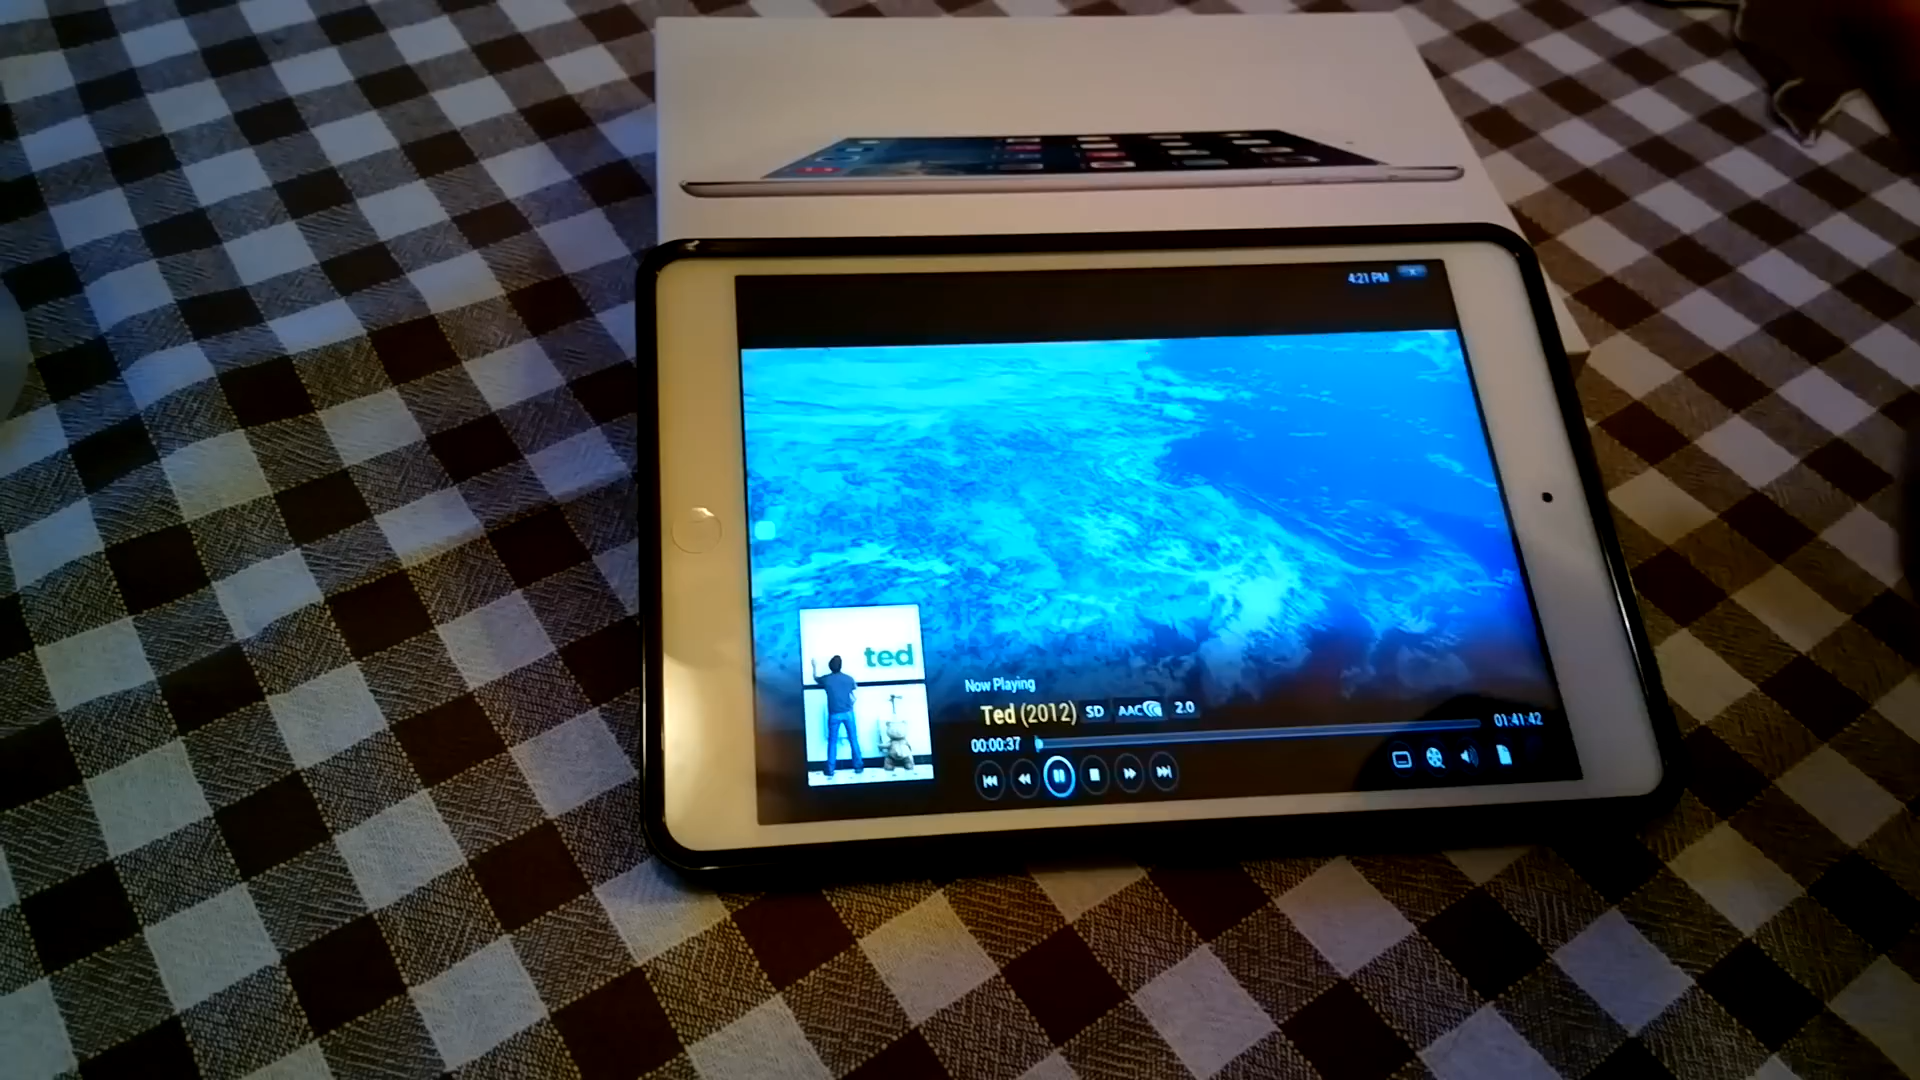 4:21 PM
ted
Now Playing
Ted (2012) SD AAC 2.0
00:00:37
01:41:42